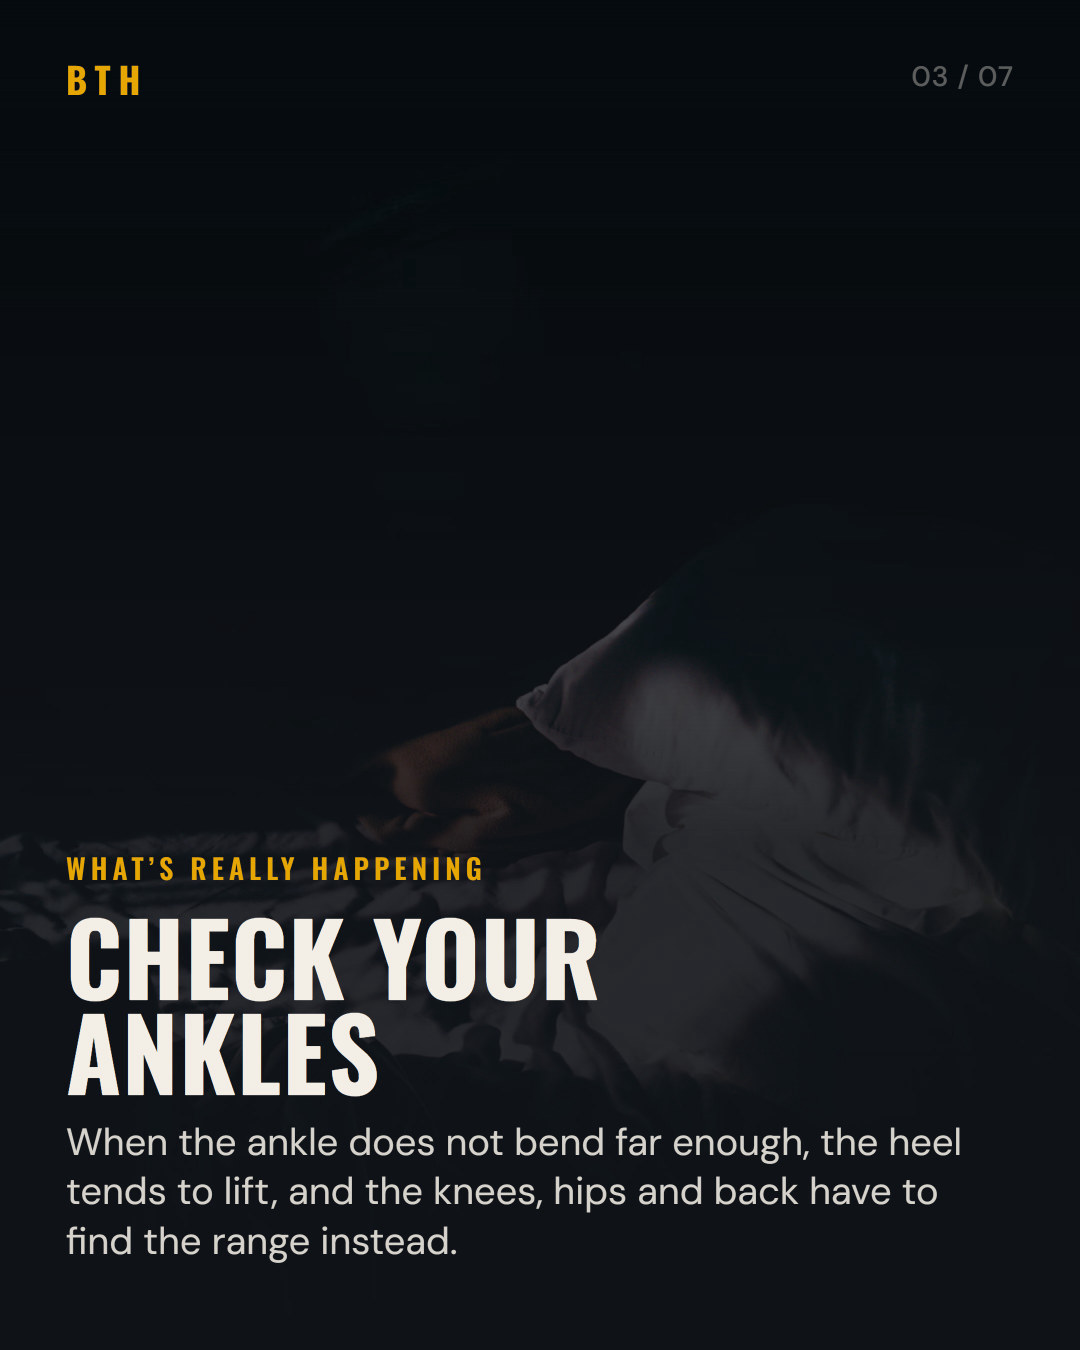 BTH
03 / 07
WHAT’S REALLY HAPPENING
CHECK YOUR
ANKLES
When the ankle does not bend far enough, the heel
tends to lift, and the knees, hips and back have to
find the range instead.